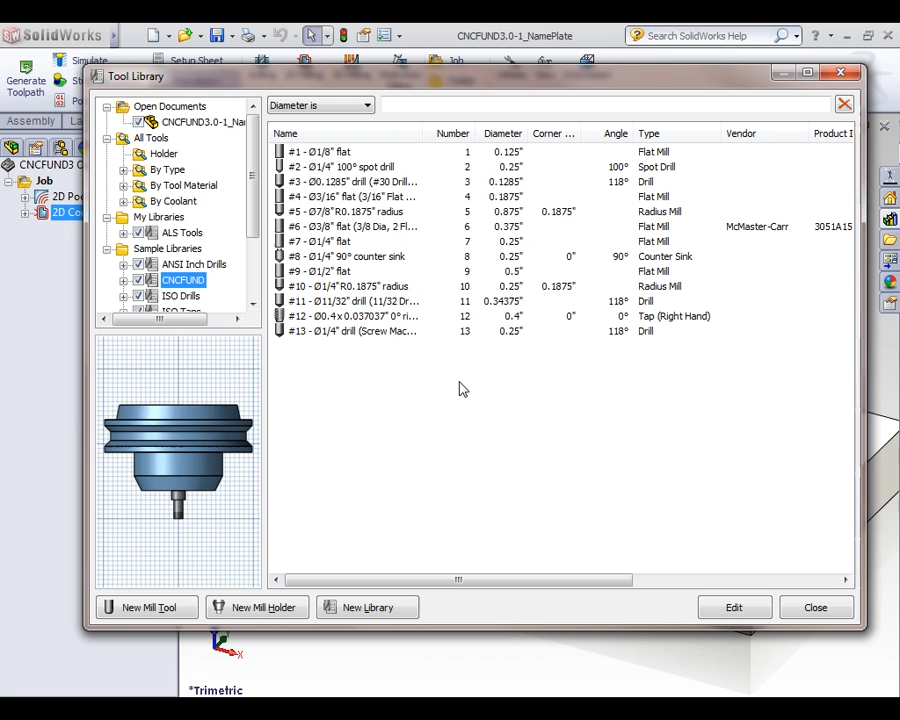 SolidWorks
CNCFUND3.0-1_NamePlate
Search SolidWorks Help
Generate
Toolpath
Simulate
Setup Sheet
Job
Assembly
CNCFUND3.0
Job
2D Po
2D Co
Tool Library
Open Documents
CNCFUND3.0-1_Nar
All Tools
Holder
By Type
By Tool Material
By Coolant
My Libraries
ALS Tools
Sample Libraries
ANSI Inch Drills
CNCFUND
ISO Drills
ISO Taps
Diameter is
Name Number Diameter Corner ... Angle Type Vendor Product I
#1 - Ø1/8" flat 1 0.125" Flat Mill
#2 - Ø1/4" 100° spot drill 2 0.25" 100° Spot Drill
#3 - Ø0.1285" drill (#30 Drill... 3 0.1285" 118° Drill
#4 - Ø3/16" flat (3/16" Flat ... 4 0.1875" Flat Mill
#5 - Ø7/8"R0.1875" radius 5 0.875" 0.1875" Radius Mill
#6 - Ø3/8" flat (3/8 Dia, 2 Fl... 6 0.375" Flat Mill McMaster-Carr 3051A15
#7 - Ø1/4" flat 7 0.25" Flat Mill
#8 - Ø1/4" 90° counter sink 8 0.25" 0" 90° Counter Sink
#9 - Ø1/2" flat 9 0.5" Flat Mill
#10 - Ø1/4"R0.1875" radius 10 0.25" 0.1875" Radius Mill
#11 - Ø11/32" drill (11/32 Dr... 11 0.34375" 118° Drill
#12 - Ø0.4x0.037037" 0° ri... 12 0.4" 0" 0° Tap (Right Hand)
#13 - Ø1/4" drill (Screw Mac... 13 0.25" 118° Drill
New Mill Tool
New Mill Holder
New Library
Edit
Close
x
*Trimetric